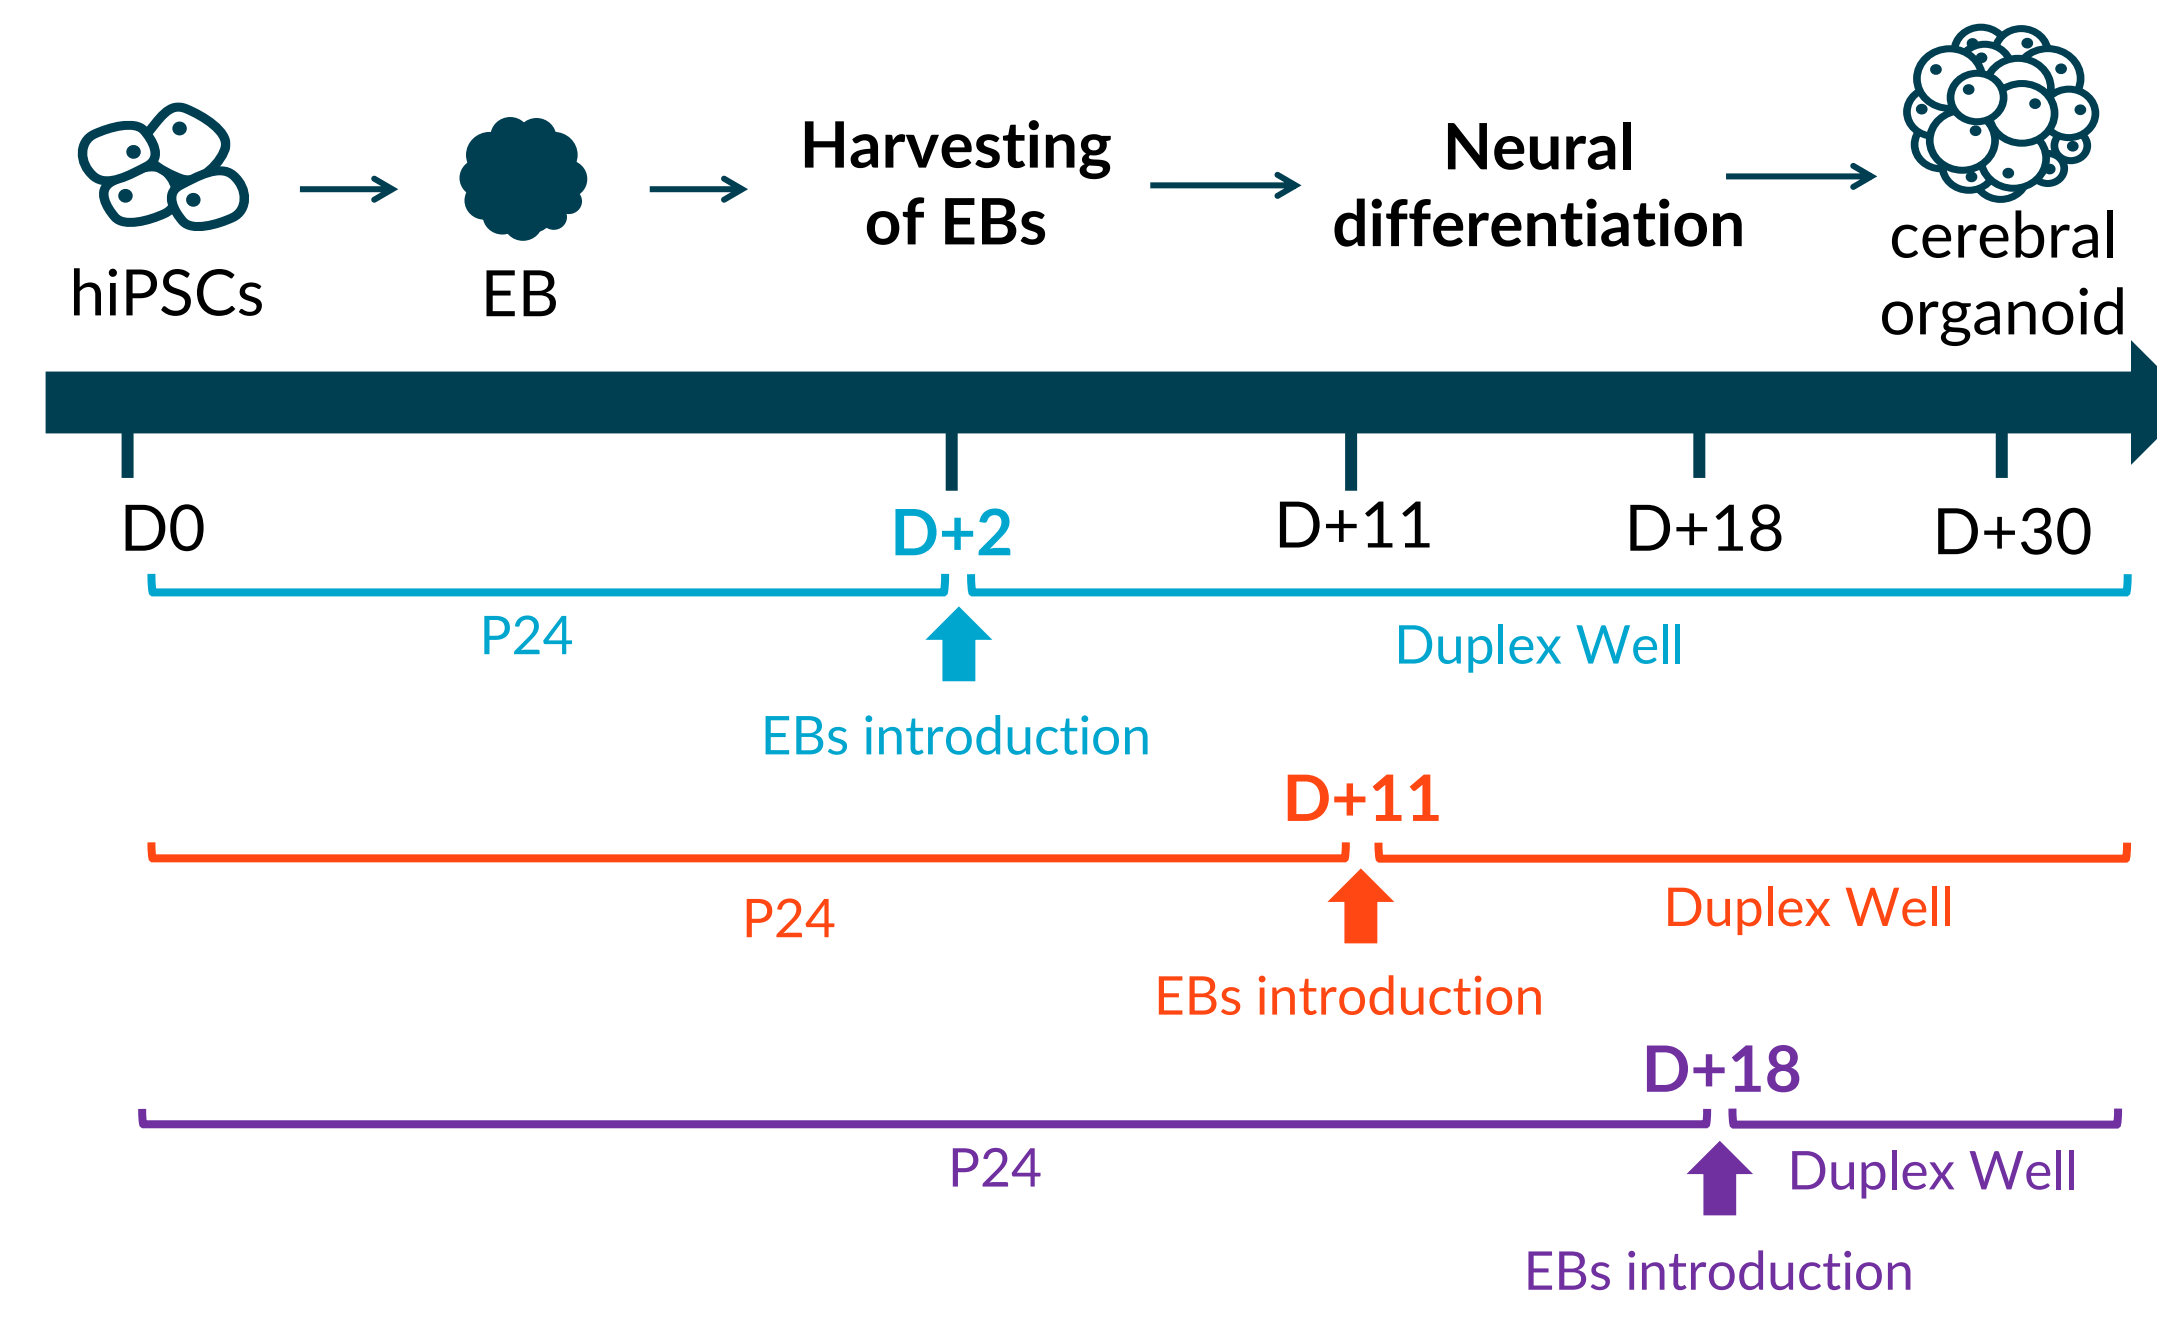 Harvesting
of EBs
Neural
differentiation
hiPSCs
EB
cerebral
organoid
D0
D+2
D+11
D+18
D+30
P24
Duplex Well
EBs introduction
D+11
P24
Duplex Well
EBs introduction
D+18
P24
Duplex Well
EBs introduction